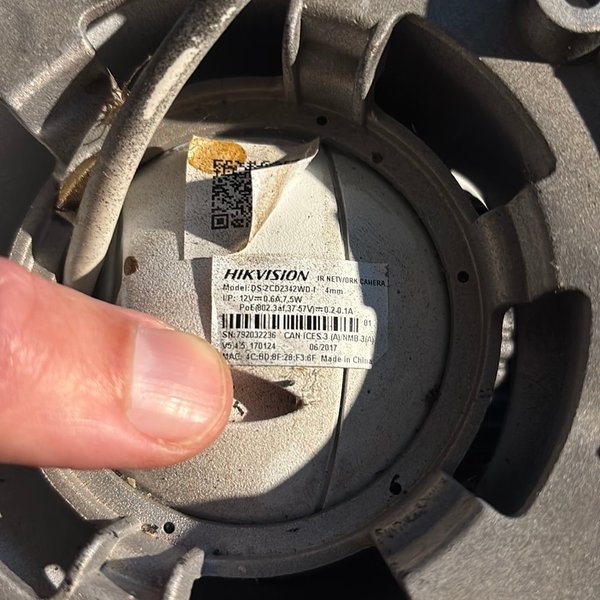 HIKVISION IR NETWORK CAMERA
Model: DS-2CD2342WD-I 4mm
I/P: 12V⎓0.6A,7.5W
PoE(802.3af,37-57V)⎓0.2-0.1A
01
SN:792032236 CAN ICES-3 (A)/NMB-3(A)
V5.4.5_170124 06/2017
MAC: 4C:BD:8F:28:F3:6F Made in China